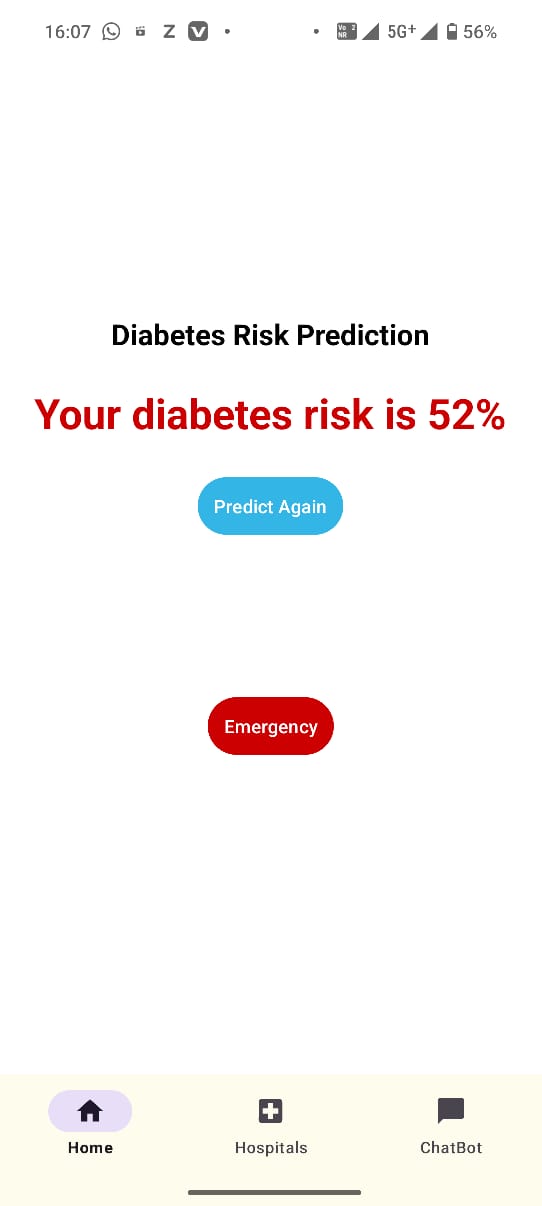 16:07 Z V 5G+ 56%
Diabetes Risk Prediction
Your diabetes risk is 52%
Predict Again
Emergency
Home Hospitals ChatBot